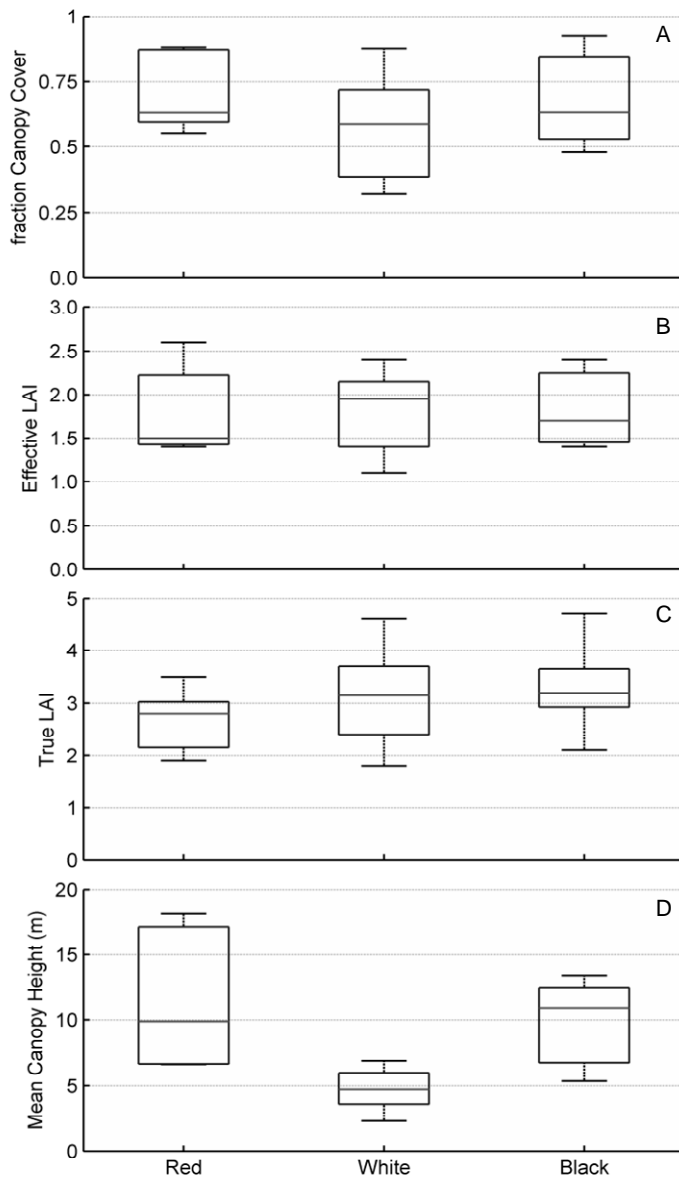 A
fraction Canopy Cover
1
0.75
0.5
0.25
0.0
B
Effective LAI
3.0
2.5
2.0
1.5
1.0
0.5
0.0
C
True LAI
5
4
3
2
1
0
D
Mean Canopy Height (m)
20
15
10
5
0
Red White Black